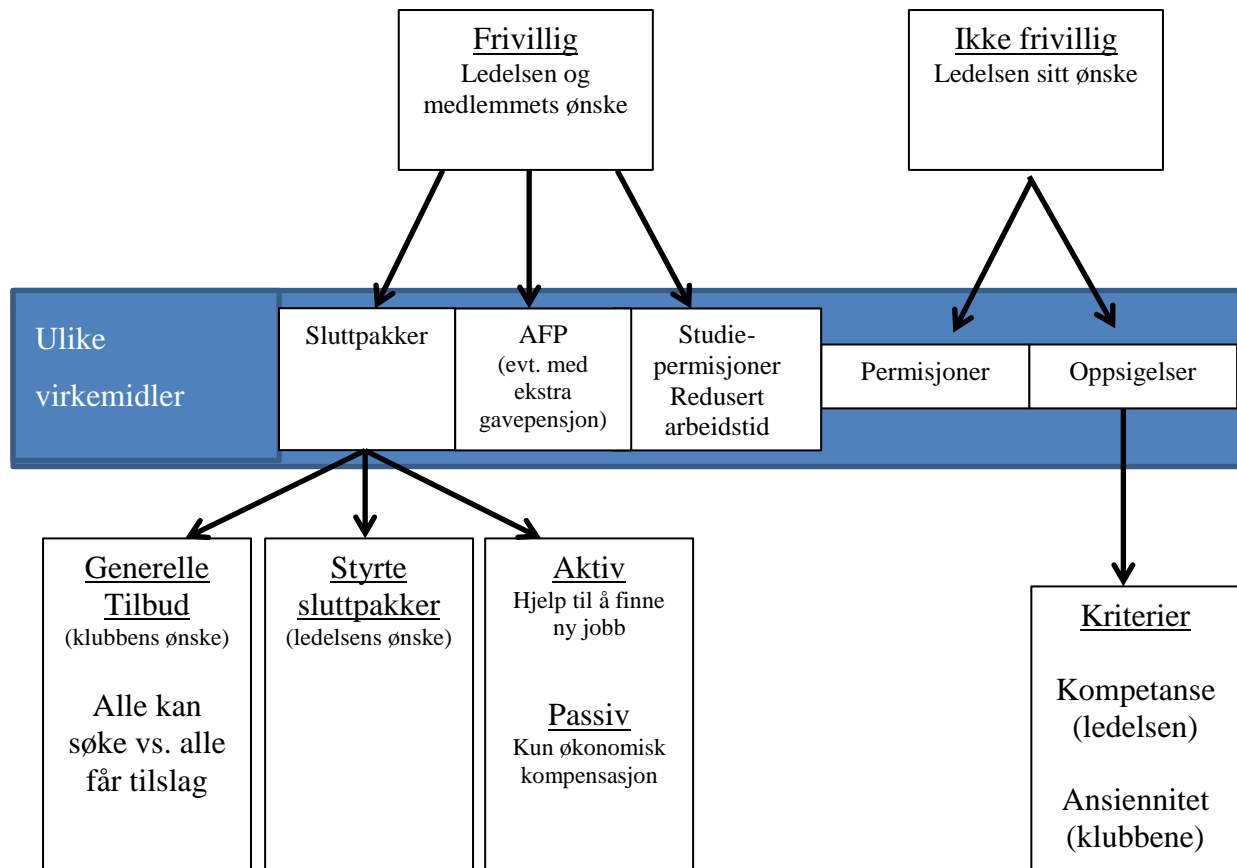 Frivillig
Ledelsen og
medlemmets ønske
Ikke frivillig
Ledelsen sitt ønske
Ulike
virkemidler
Sluttpakker
AFP
(evt. med
ekstra
gavepensjon)
Studie-
permisjoner
Redusert
arbeidstid
Permisjoner
Oppsigelser
Generelle
Tilbud
(klubbens ønske)
Alle kan
søke vs. alle
får tilslag
Styrte
sluttpakker
(ledelsens ønske)
Aktiv
Hjelp til å finne
ny jobb
Passiv
Kun økonomisk
kompensasjon
Kriterier
Kompetanse
(ledelsen)
Ansiennitet
(klubbene)